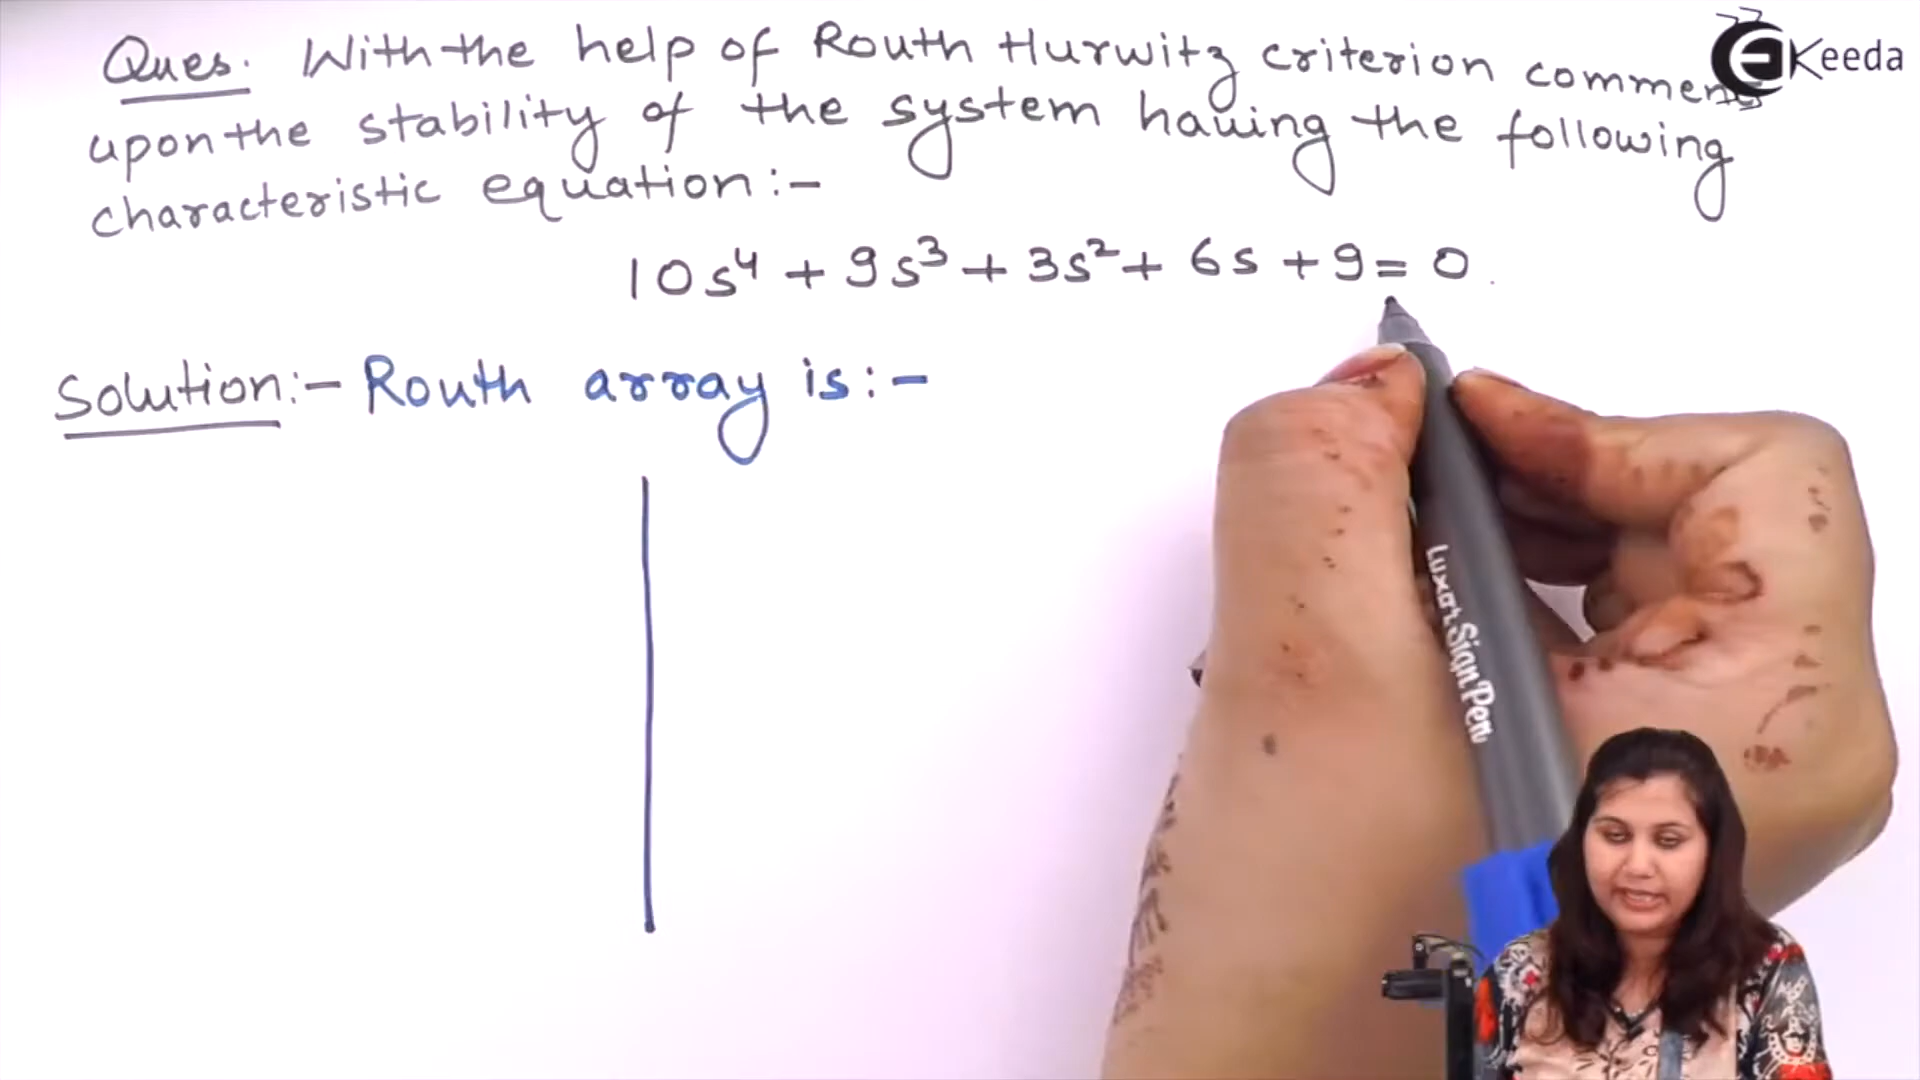 Ques. With the help of Routh Hurwitz criterion comment
upon the stability of the system having the following
characteristic equation:-
10s⁴ + 9s³ + 3s² + 6s + 9 = 0.
Solution:- Routh array is:-
EKeeda
Luxor Sign Pen